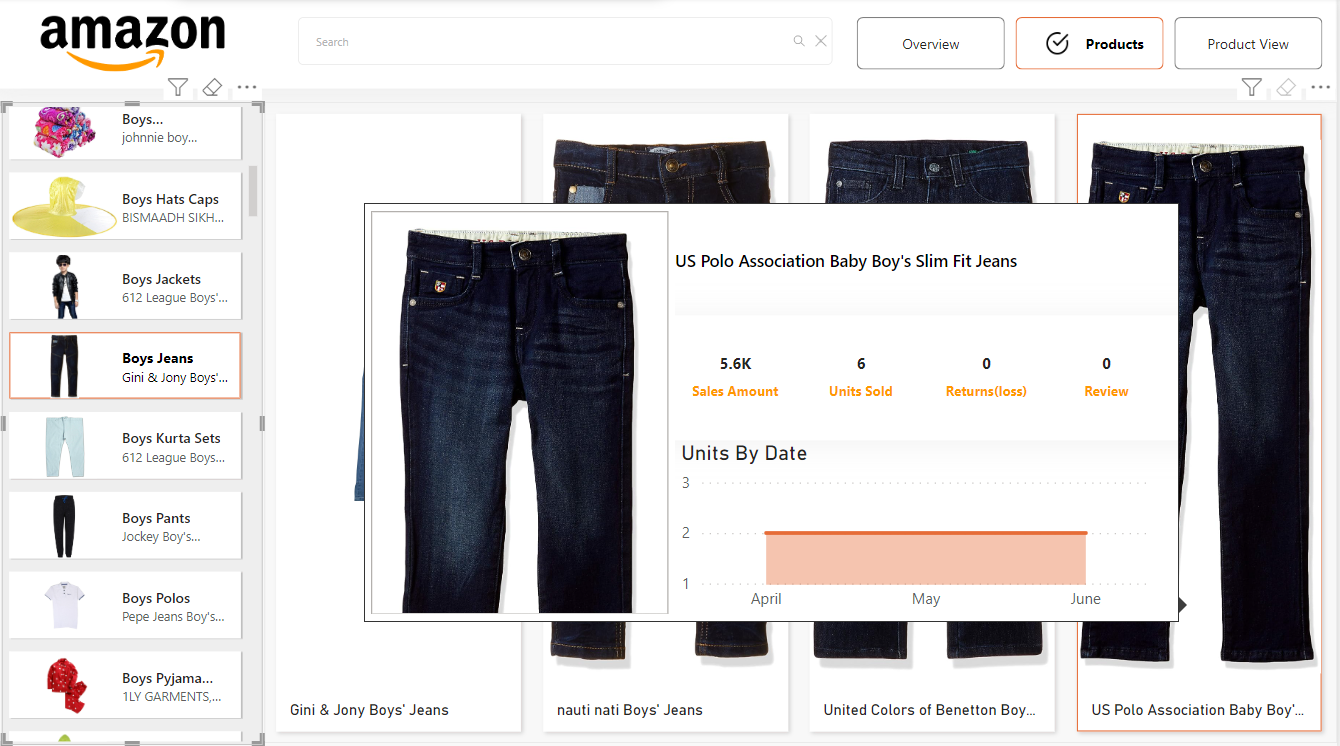 amazon
Search
Overview
Products
Product View
Boys...
johnnie boy...
Boys Hats Caps
BISMAADH SIKH...
Boys Jackets
612 League Boys'...
Boys Jeans
Gini & Jony Boys'...
Boys Kurta Sets
612 League Boys...
Boys Pants
Jockey Boy's...
Boys Polos
Pepe Jeans Boy's...
Boys Pyjama...
1LY GARMENTS,...
US Polo Association Baby Boy's Slim Fit Jeans
5.6K
6
0
0
Sales Amount
Units Sold
Returns(loss)
Review
Units By Date
3
2
1
April
May
June
Gini & Jony Boys' Jeans
nauti nati Boys' Jeans
United Colors of Benetton Boy...
US Polo Association Baby Boy'...